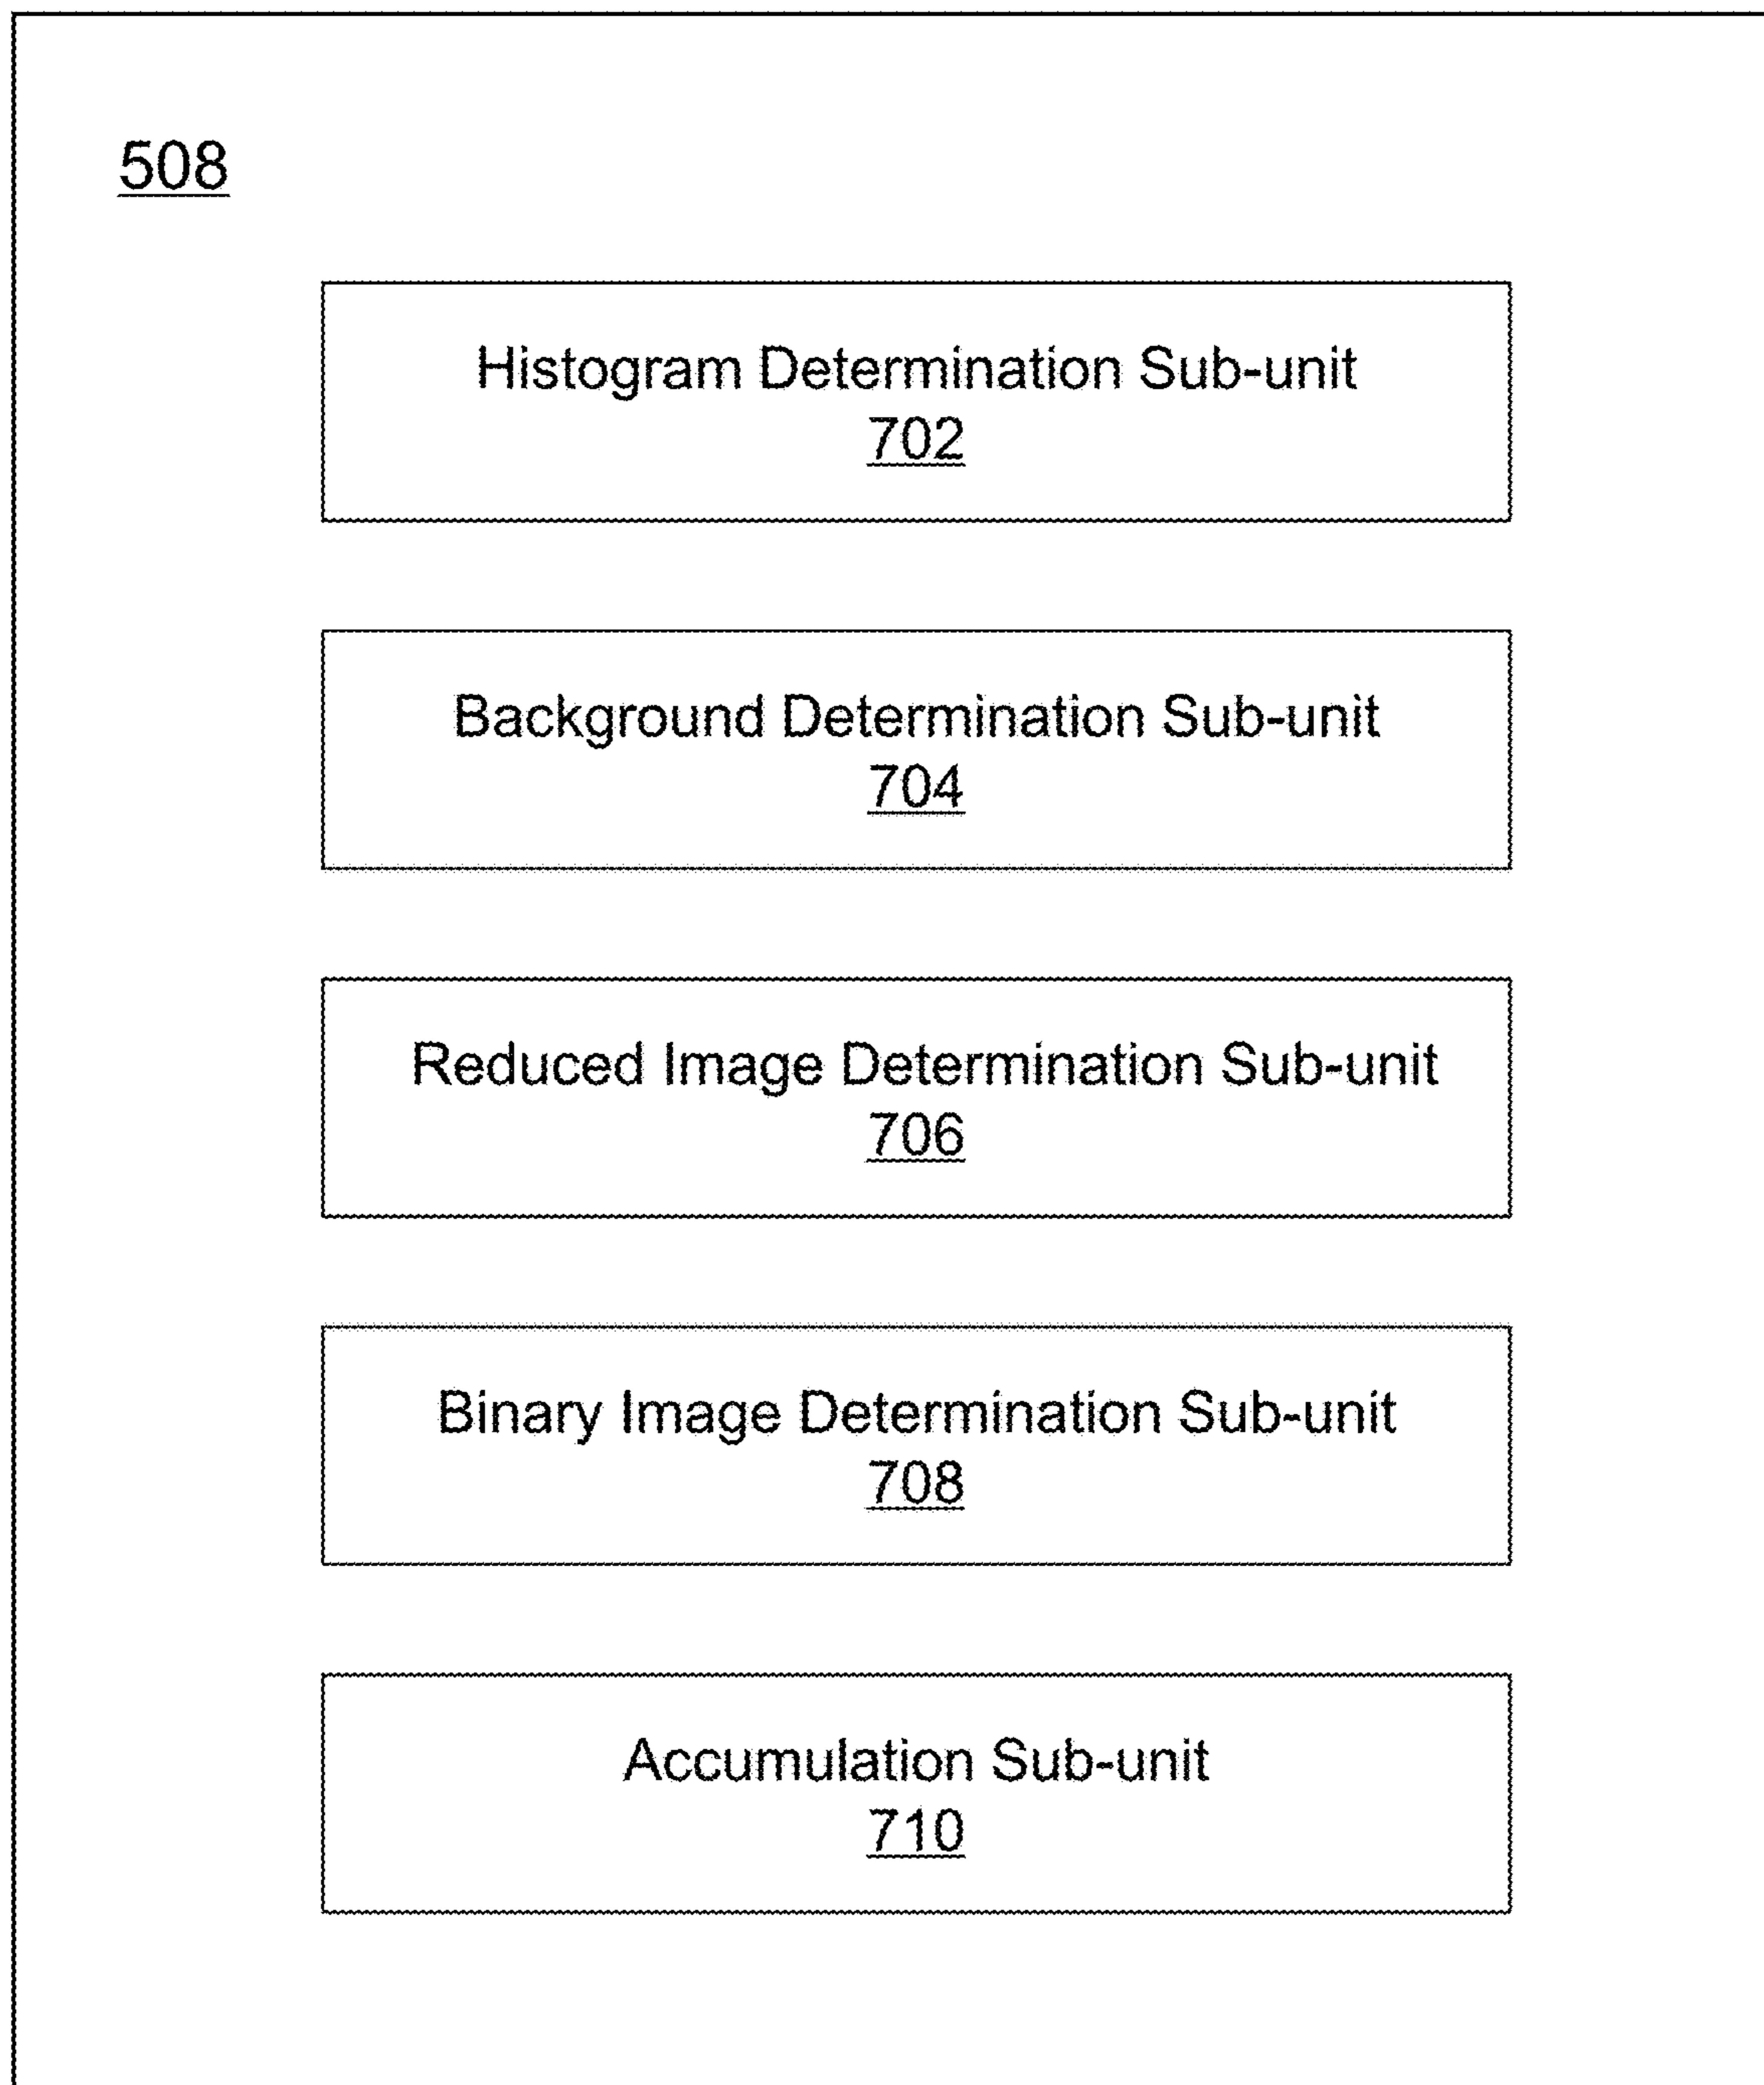 508
Histogram Determination Sub-unit
702
Background Determination Sub-unit
704
Reduced Image Determination Sub-unit
706
Binary Image Determination Sub-unit
708
Accumulation Sub-unit
710